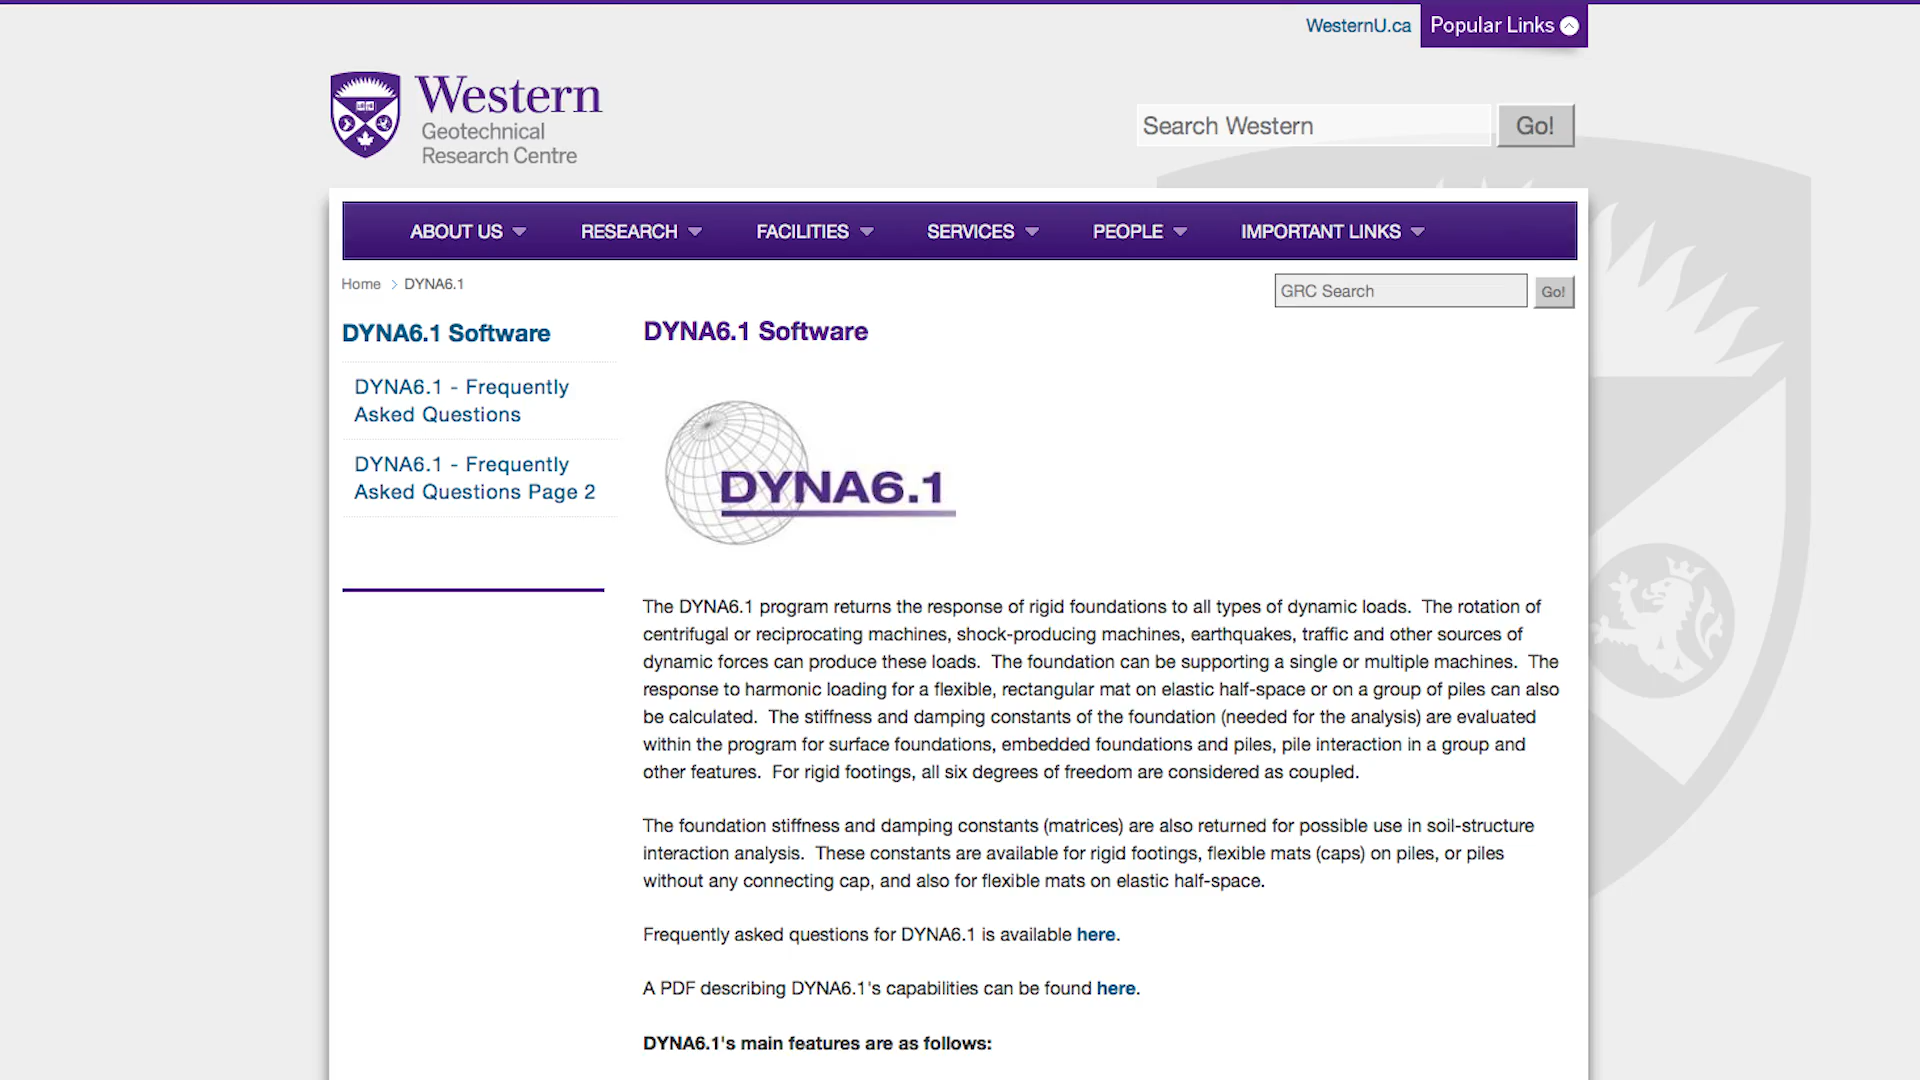 WesternU.ca Popular Links
Western
Geotechnical
Research Centre
Search Western Go!
ABOUT US RESEARCH FACILITIES SERVICES PEOPLE IMPORTANT LINKS
Home > DYNA6.1
GRC Search Go!
DYNA6.1 Software
DYNA6.1 - Frequently
Asked Questions
DYNA6.1 - Frequently
Asked Questions Page 2
DYNA6.1 Software
DYNA6.1
The DYNA6.1 program returns the response of rigid foundations to all types of dynamic loads. The rotation of
centrifugal or reciprocating machines, shock-producing machines, earthquakes, traffic and other sources of
dynamic forces can produce these loads. The foundation can be supporting a single or multiple machines. The
response to harmonic loading for a flexible, rectangular mat on elastic half-space or on a group of piles can also
be calculated. The stiffness and damping constants of the foundation (needed for the analysis) are evaluated
within the program for surface foundations, embedded foundations and piles, pile interaction in a group and
other features. For rigid footings, all six degrees of freedom are considered as coupled.
The foundation stiffness and damping constants (matrices) are also returned for possible use in soil-structure
interaction analysis. These constants are available for rigid footings, flexible mats (caps) on piles, or piles
without any connecting cap, and also for flexible mats on elastic half-space.
Frequently asked questions for DYNA6.1 is available here.
A PDF describing DYNA6.1's capabilities can be found here.
DYNA6.1's main features are as follows: